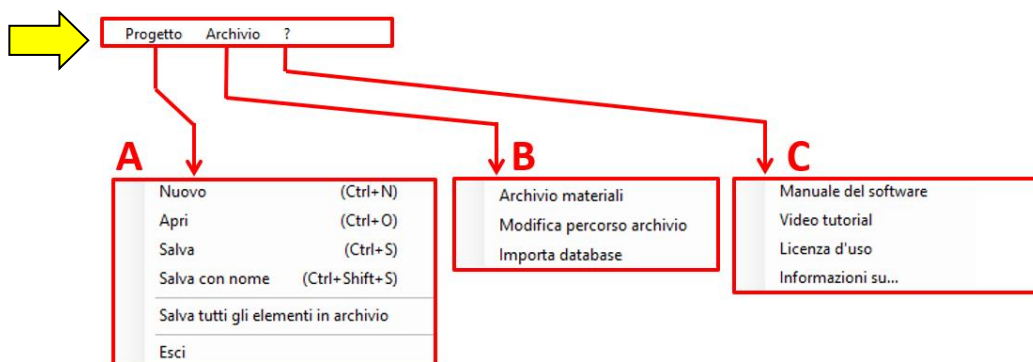 Progetto Archivio ?
A
Nuovo (Ctrl+N)
Apri (Ctrl+O)
Salva (Ctrl+S)
Salva con nome (Ctrl+Shift+S)
Salva tutti gli elementi in archivio
Esci
B
Archivio materiali
Modifica percorso archivio
Importa database
C
Manuale del software
Video tutorial
Licenza d'uso
Informazioni su...